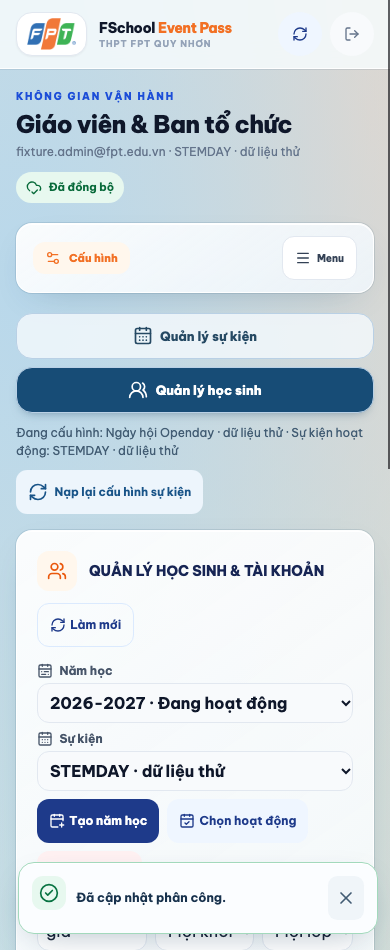 FPT
FSchool Event Pass
THPT FPT QUY NHƠN
KHÔNG GIAN VẬN HÀNH
Giáo viên & Ban tổ chức
fixture.admin@fpt.edu.vn · STEMDAY · dữ liệu thử
Đã đồng bộ
Cấu hình
Menu
Quản lý sự kiện
Quản lý học sinh
Đang cấu hình: Ngày hội Openday · dữ liệu thử · Sự kiện hoạt
động: STEMDAY · dữ liệu thử
Nạp lại cấu hình sự kiện
QUẢN LÝ HỌC SINH & TÀI KHOẢN
Làm mới
Năm học
2026-2027 · Đang hoạt động
Sự kiện
STEMDAY · dữ liệu thử
Tạo năm học
Chọn hoạt động
Đã cập nhật phân công.